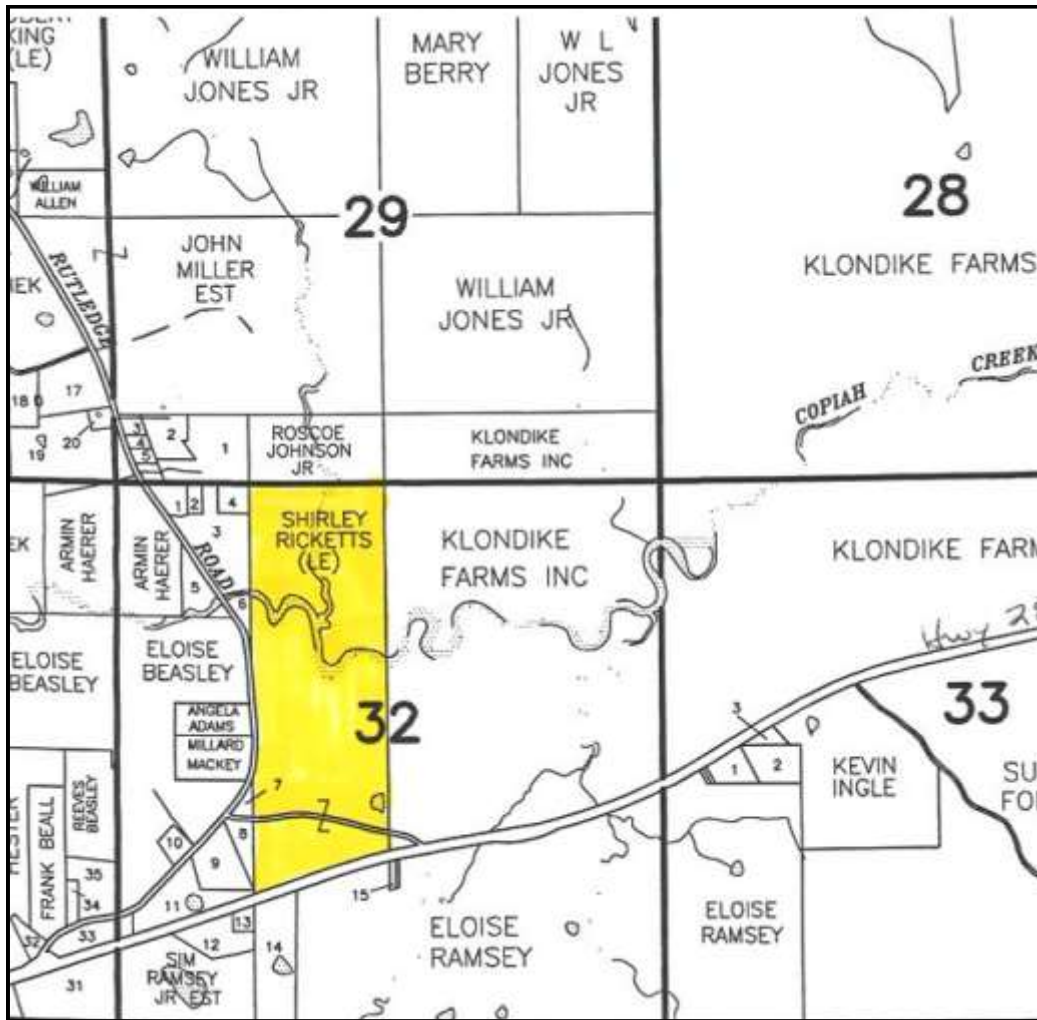 KING
(LE)
WILLIAM
JONES JR
MARY
BERRY
W L
JONES
JR
WILLIAM
ALLEN
29
28
KLONDIKE FARMS
JOHN
MILLER
EST
WILLIAM
JONES JR
RUTLEDGE
COPIAH
CREEK
18
17
19
20
3
4
5
2
1
ROSCOE
JOHNSON
JR
KLONDIKE
FARMS INC
ARMIN
HAERER
ARMIN
HAERER
1
2
4
3
5
6
ROAD
SHIRLEY
RICKETTS
(LE)
KLONDIKE
FARMS INC
KLONDIKE FARM
Hwy 2
ELOISE
BEASLEY
ELOISE
BEASLEY
ANGELA
ADAMS
MILLARD
MACKEY
32
33
3
1
2
KEVIN
INGLE
SU
FO
REEVES
BEASLEY
FRANK BEALL
7
8
10
9
35
34
33
32
31
11
13
12
14
15
SIM
RAMSEY
JR EST
ELOISE
RAMSEY
ELOISE
RAMSEY